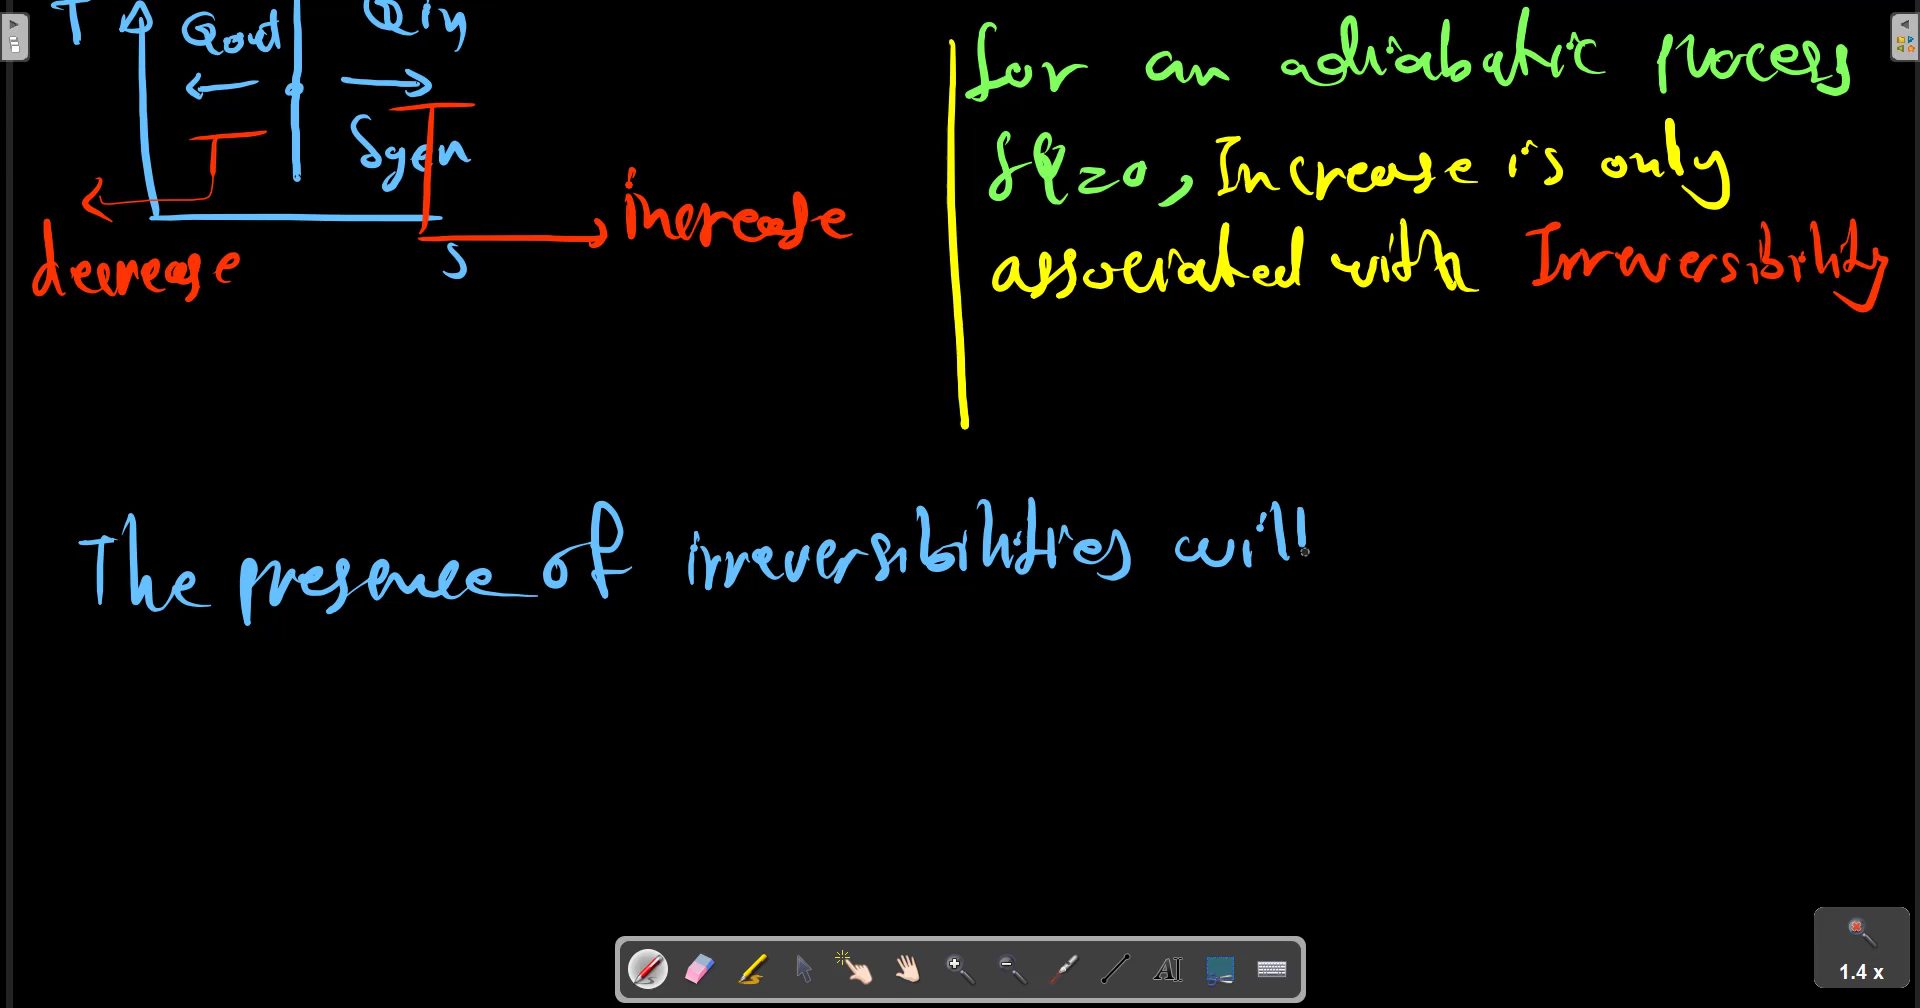 T
Qout
Qin
Sgen
S
decrease
increase
for an adiabatic process
δQ=0, Increase is only
associated with Irreversibility
The presence of irreversibilities will
1.4 x